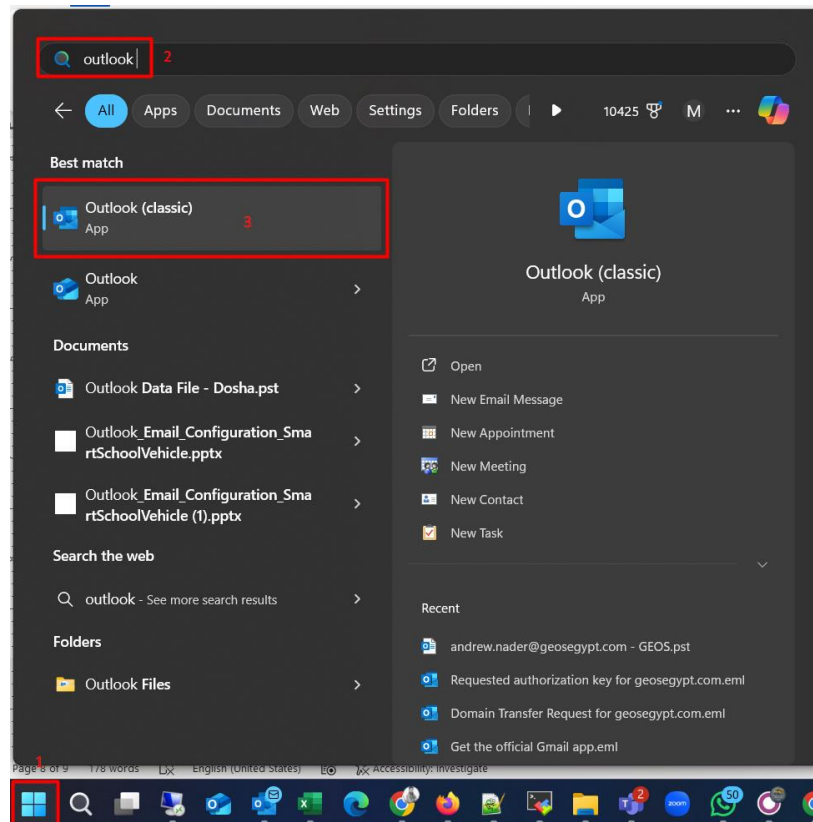 outlook 2
All Apps Documents Web Settings Folders 10425 M ...
Best match
Outlook (classic)
App
3
Outlook
App
Documents
Outlook Data File - Dosha.pst
Outlook_Email_Configuration_Sma
rtSchoolVehicle.pptx
Outlook_Email_Configuration_Sma
rtSchoolVehicle (1).pptx
Search the web
outlook - See more search results
Folders
Outlook Files
Outlook (classic)
App
Open
New Email Message
New Appointment
New Meeting
New Contact
New Task
Recent
andrew.nader@geosegypt.com - GEOS.pst
Requested authorization key for geosegypt.com.eml
Domain Transfer Request for geosegypt.com.eml
Get the official Gmail app.eml
1
Page 8 of 9 178 words English (United States) Accessibility: Investigate
2 zoom 50